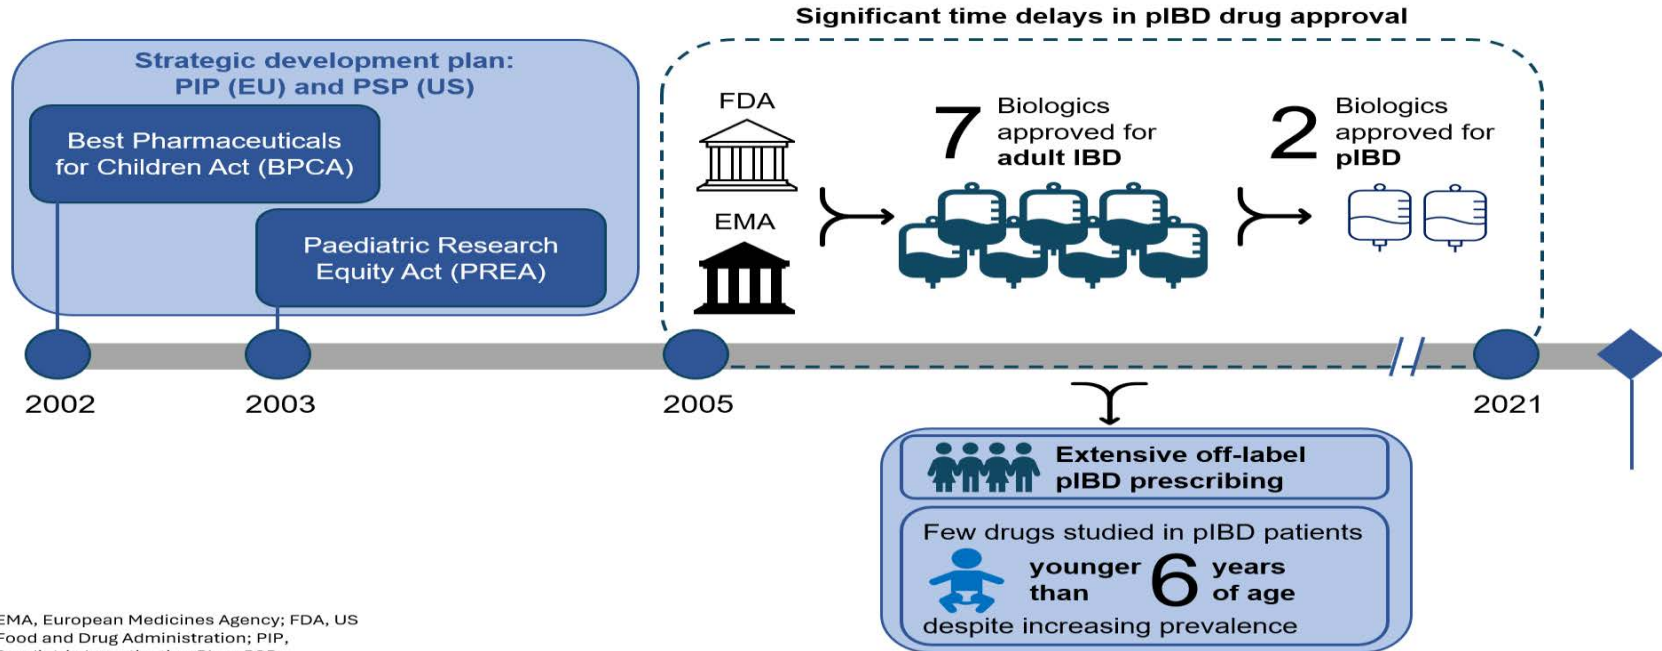 Significant time delays in pIBD drug approval
Strategic development plan:
PIP (EU) and PSP (US)
Best Pharmaceuticals
for Children Act (BPCA)
Paediatric Research
Equity Act (PREA)
FDA
EMA
7
Biologics
approved for
adult IBD
2
Biologics
approved for
pIBD
2002
2003
2005
2021
Extensive off-label
pIBD prescribing
Few drugs studied in pIBD patients
younger
than
6
years
of age
despite increasing prevalence
EMA, European Medicines Agency; FDA, US
Food and Drug Administration; PIP,